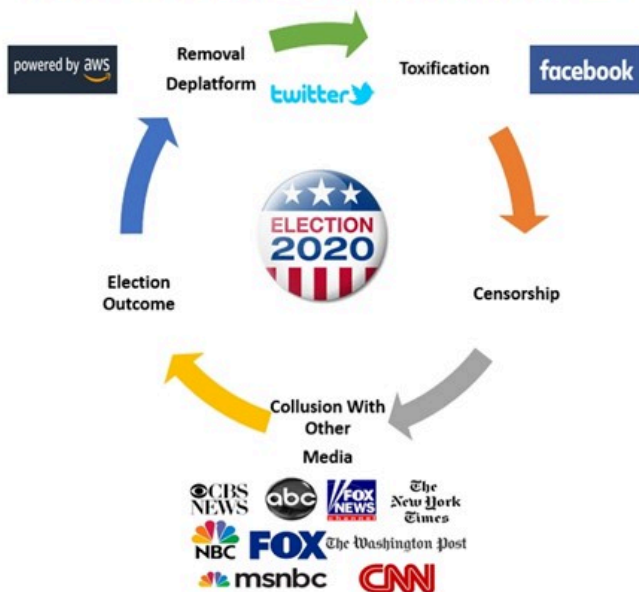 powered by aws
Removal
Deplatform
twitter
Toxification
facebook
ELECTION
2020
Election
Outcome
Censorship
Collusion With
Other
Media
CBS
NEWS
abc
FOX
NEWS
channel
The
New York
Times
NBC
FOX
The Washington Post
msnbc
CNN